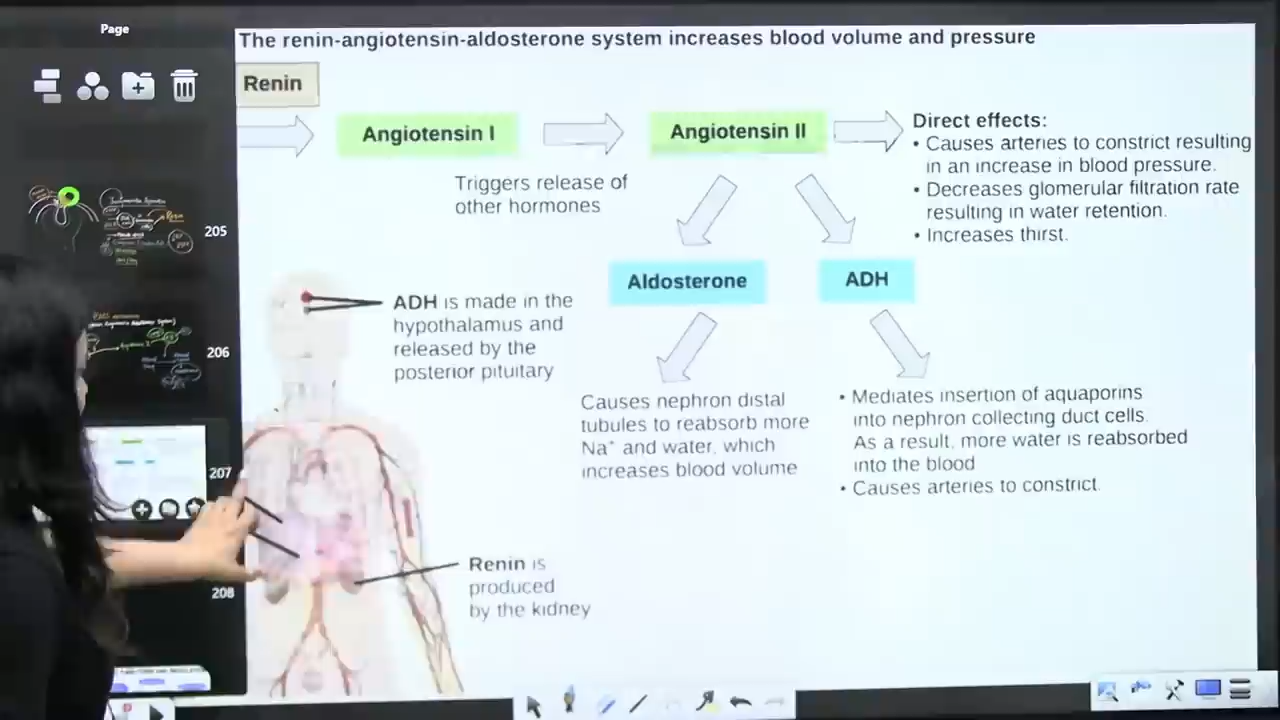 Page
The renin-angiotensin-aldosterone system increases blood volume and pressure
Renin
Angiotensin I
Angiotensin II
Direct effects:
• Causes arteries to constrict resulting
in an increase in blood pressure.
• Decreases glomerular filtration rate
resulting in water retention.
• Increases thirst.
Triggers release of
other hormones
205
Renin
Aldosterone
ADH
ADH is made in the
hypothalamus and
released by the
posterior pituitary
206
Causes nephron distal
tubules to reabsorb more
Na⁺ and water, which
increases blood volume
• Mediates insertion of aquaporins
into nephron collecting duct cells.
As a result, more water is reabsorbed
into the blood
• Causes arteries to constrict.
207
Renin is
produced
by the kidney
208